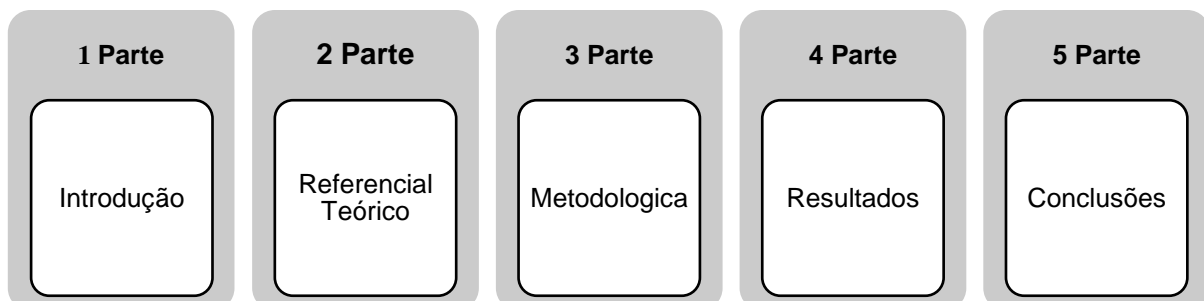 1 Parte
Introdução
2 Parte
Referencial
Teórico
3 Parte
Metodologica
4 Parte
Resultados
5 Parte
Conclusões